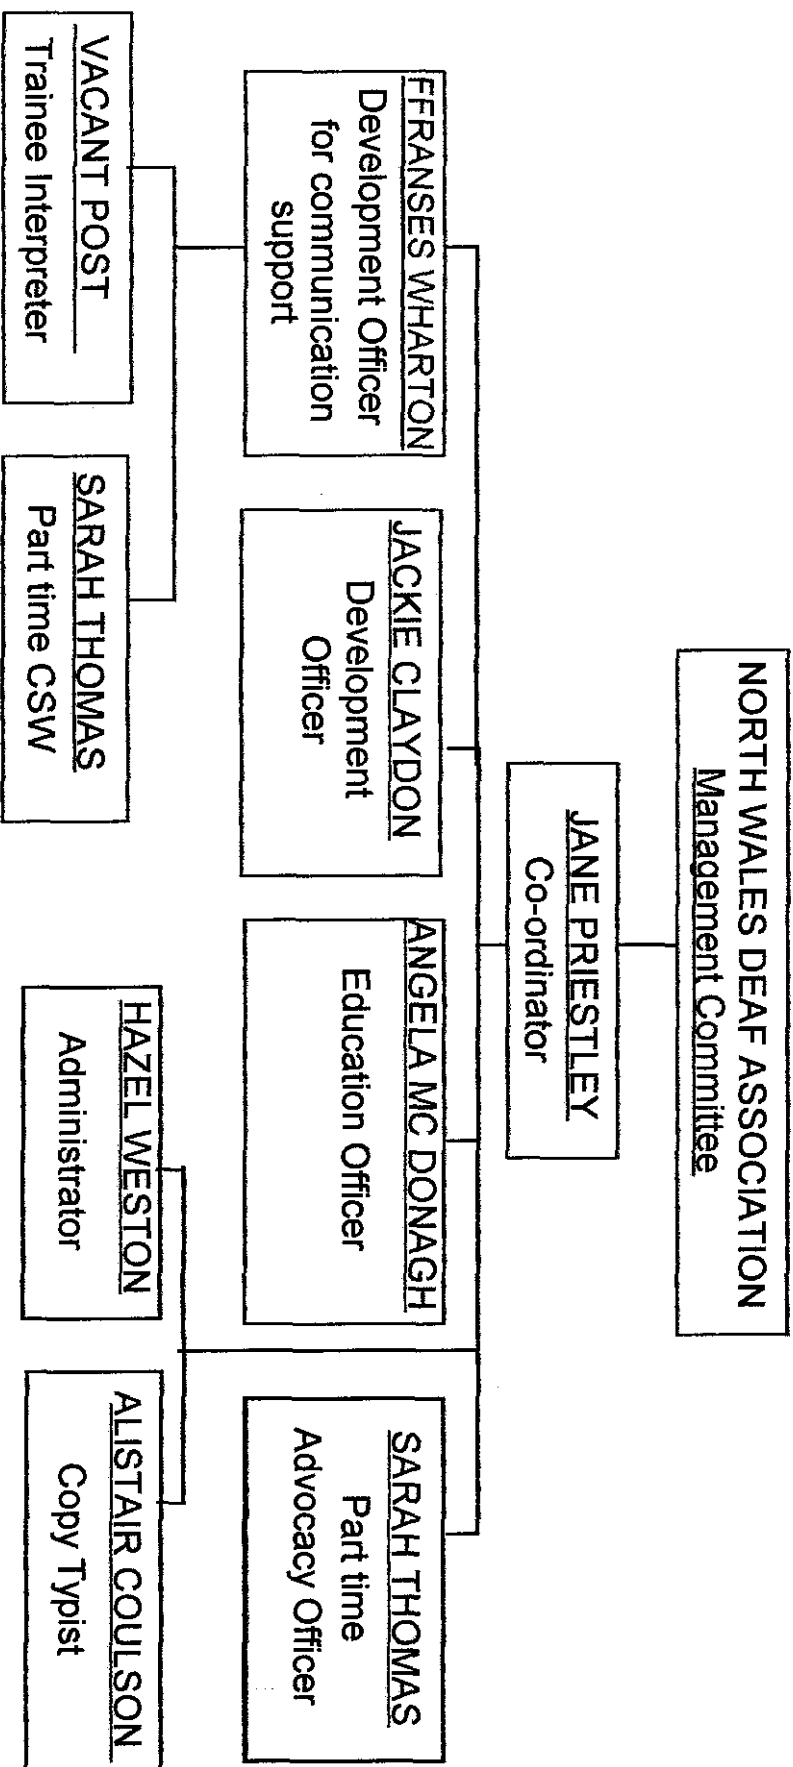 NORTH WALES DEAF ASSOCIATION
Management Committee
JANE PRIESTLEY
Co-ordinator
FFRANSES WHARTON
Development Officer
for communication
support
JACKIE CLAYDON
Development
Officer
ANGELA MC DONAGH
Education Officer
SARAH THOMAS
Part time
Advocacy Officer
VACANT POST
Trainee Interpreter
SARAH THOMAS
Part time CSW
HAZEL WESTON
Administrator
ALISTAIR COULSON
Copy Typist